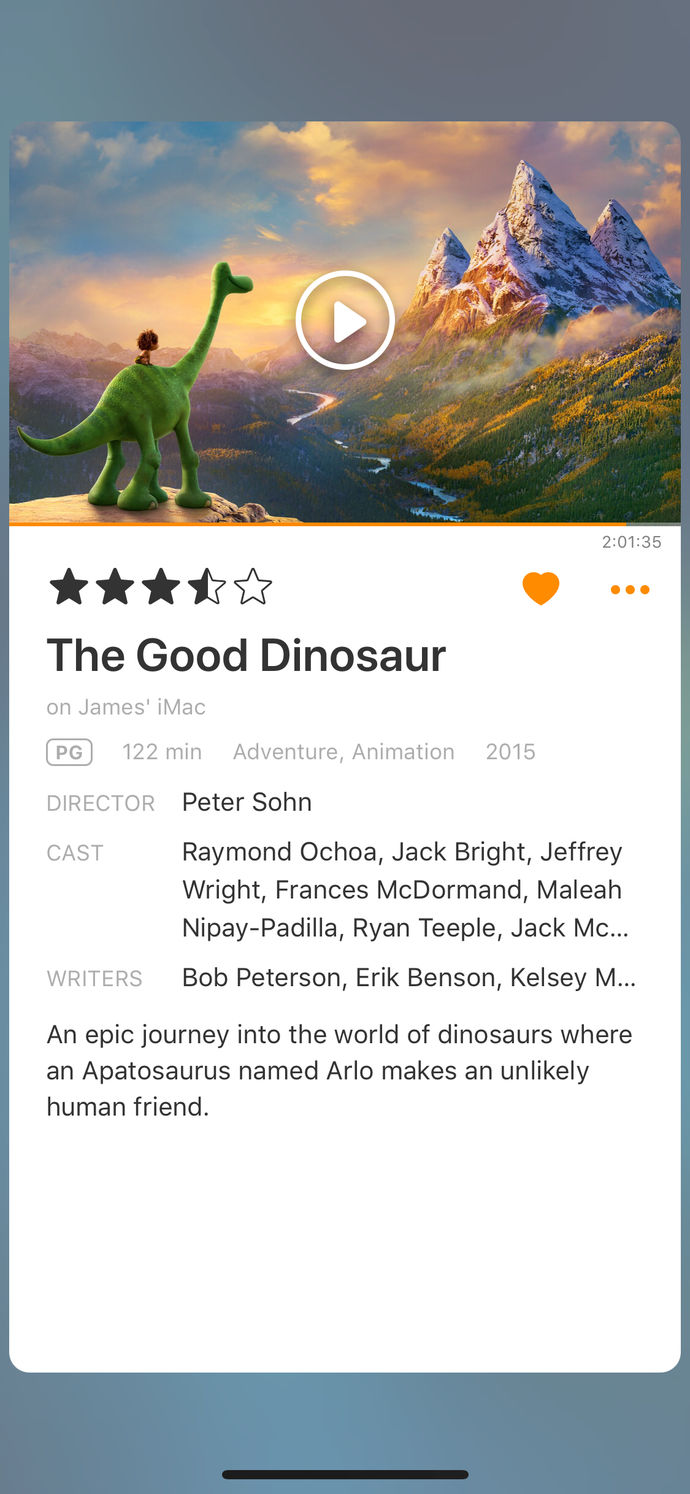 2:01:35
The Good Dinosaur
on James' iMac
PG 122 min Adventure, Animation 2015
DIRECTOR Peter Sohn
CAST Raymond Ochoa, Jack Bright, Jeffrey
Wright, Frances McDormand, Maleah
Nipay-Padilla, Ryan Teeple, Jack Mc...
WRITERS Bob Peterson, Erik Benson, Kelsey M...
An epic journey into the world of dinosaurs where
an Apatosaurus named Arlo makes an unlikely
human friend.